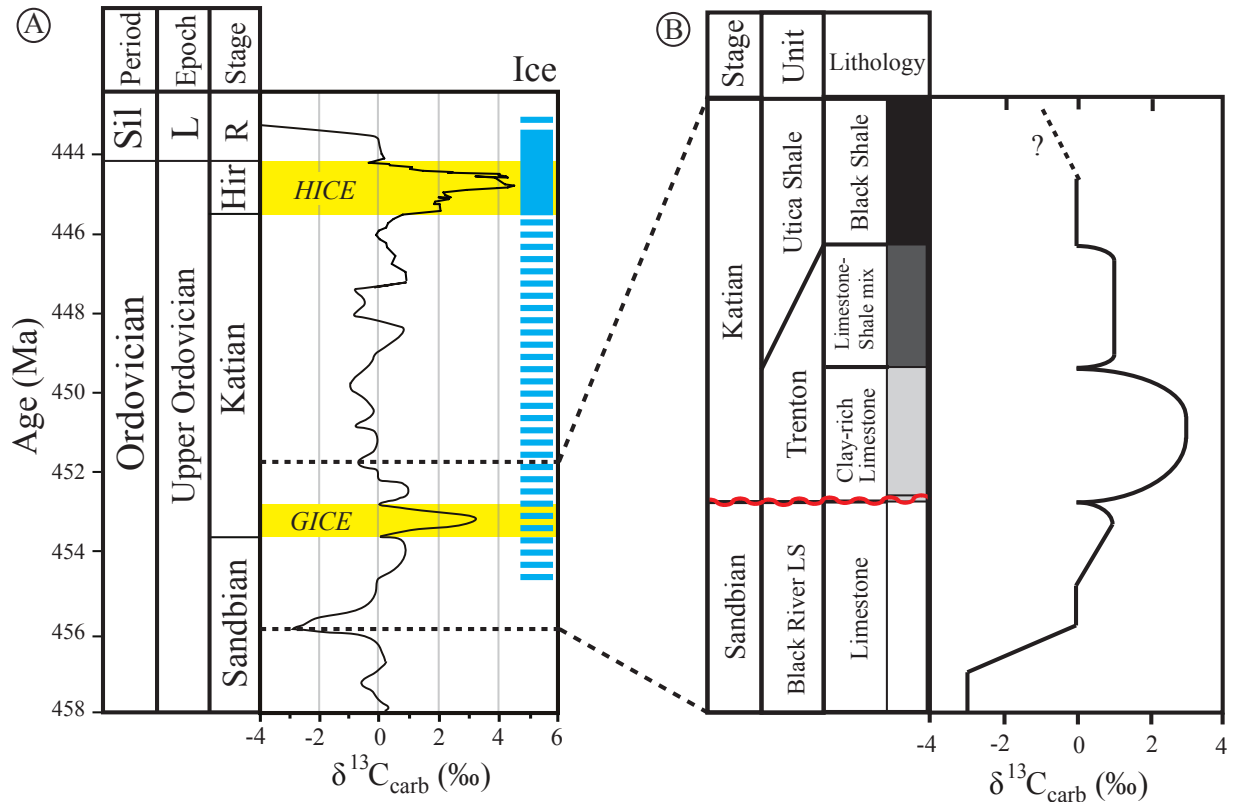 A
Period
Epoch
Stage
Ice
Sil
L
R
Ordovician
Upper Ordovician
Hir
Katian
Sandbian
HICE
GICE
Age (Ma)
444
446
448
450
452
454
456
458
-4
-2
0
2
4
6
δ¹³C_carb (‰)
B
Stage
Unit
Lithology
Katian
Sandbian
Utica Shale
Trenton
Black River LS
Black Shale
Limestone-
Shale mix
Clay-rich
Limestone
Limestone
?
-4
-2
0
2
4
δ¹³C_carb (‰)